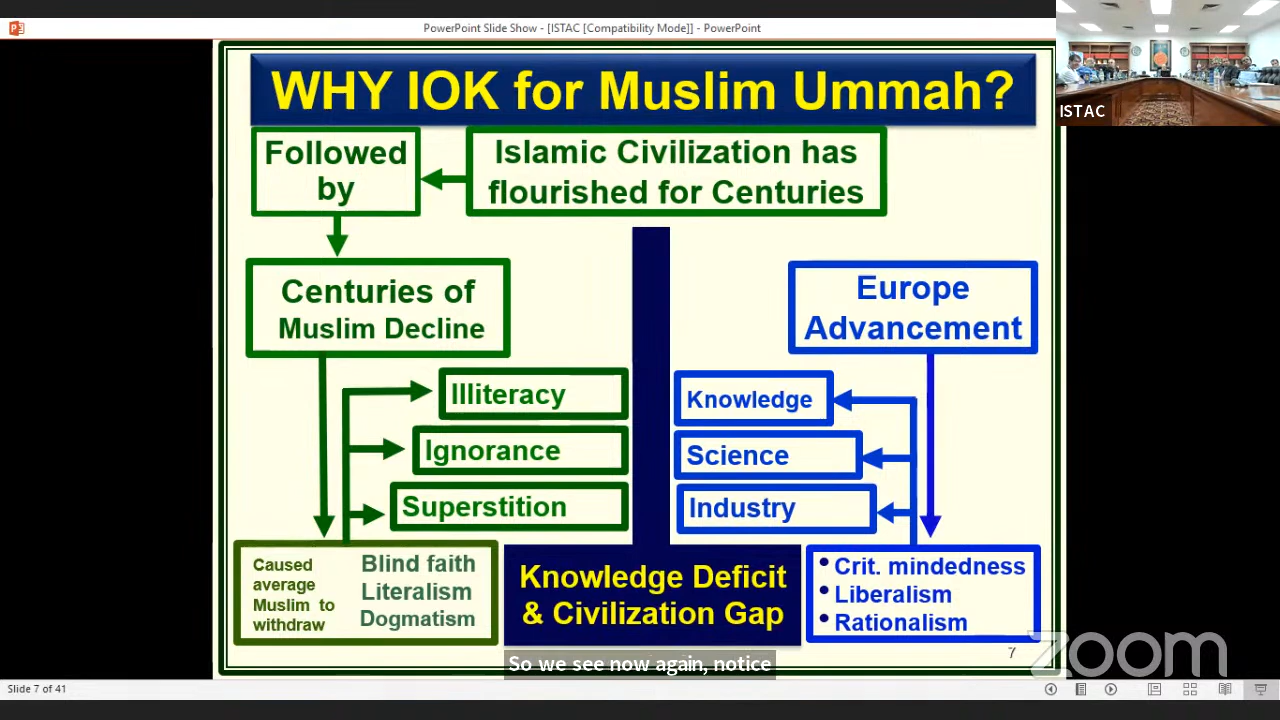 PowerPoint Slide Show - [ISTAC [Compatibility Mode]] - PowerPoint
ISTAC
WHY IOK for Muslim Ummah?
Followed
by
Islamic Civilization has
flourished for Centuries
Centuries of
Muslim Decline
Europe
Advancement
Illiteracy
Ignorance
Superstition
Knowledge
Science
Industry
Caused
average
Muslim to
withdraw
Blind faith
Literalism
Dogmatism
Knowledge Deficit
& Civilization Gap
• Crit. mindedness
• Liberalism
• Rationalism
7
So we see now again, notice
zoom
Slide 7 of 41